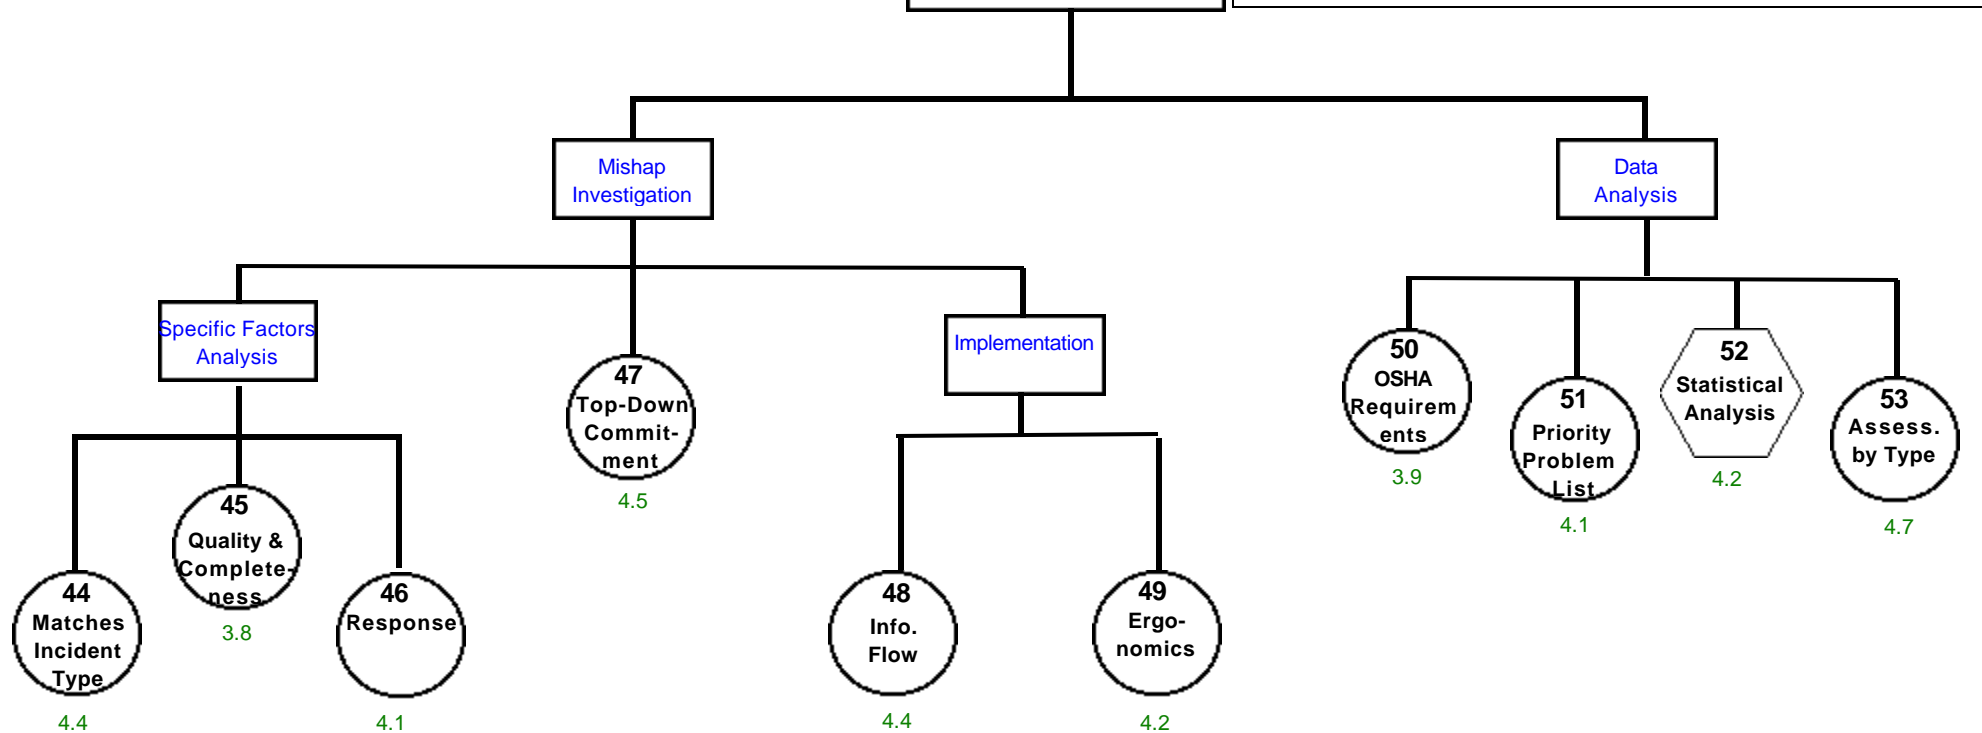 Mishap
Investigation
Data
Analysis
Specific Factors
Analysis
Implementation
47
Top-Down
Commit-
ment
4.5
50
OSHA
Requirem
ents
3.9
51
Priority
Problem
List
4.1
52
Statistical
Analysis
4.2
53
Assess.
by Type
4.7
44
Matches
Incident
Type
4.4
45
Quality &
Complete-
ness
3.8
46
Response
4.1
48
Info.
Flow
4.4
49
Ergo-
nomics
4.2